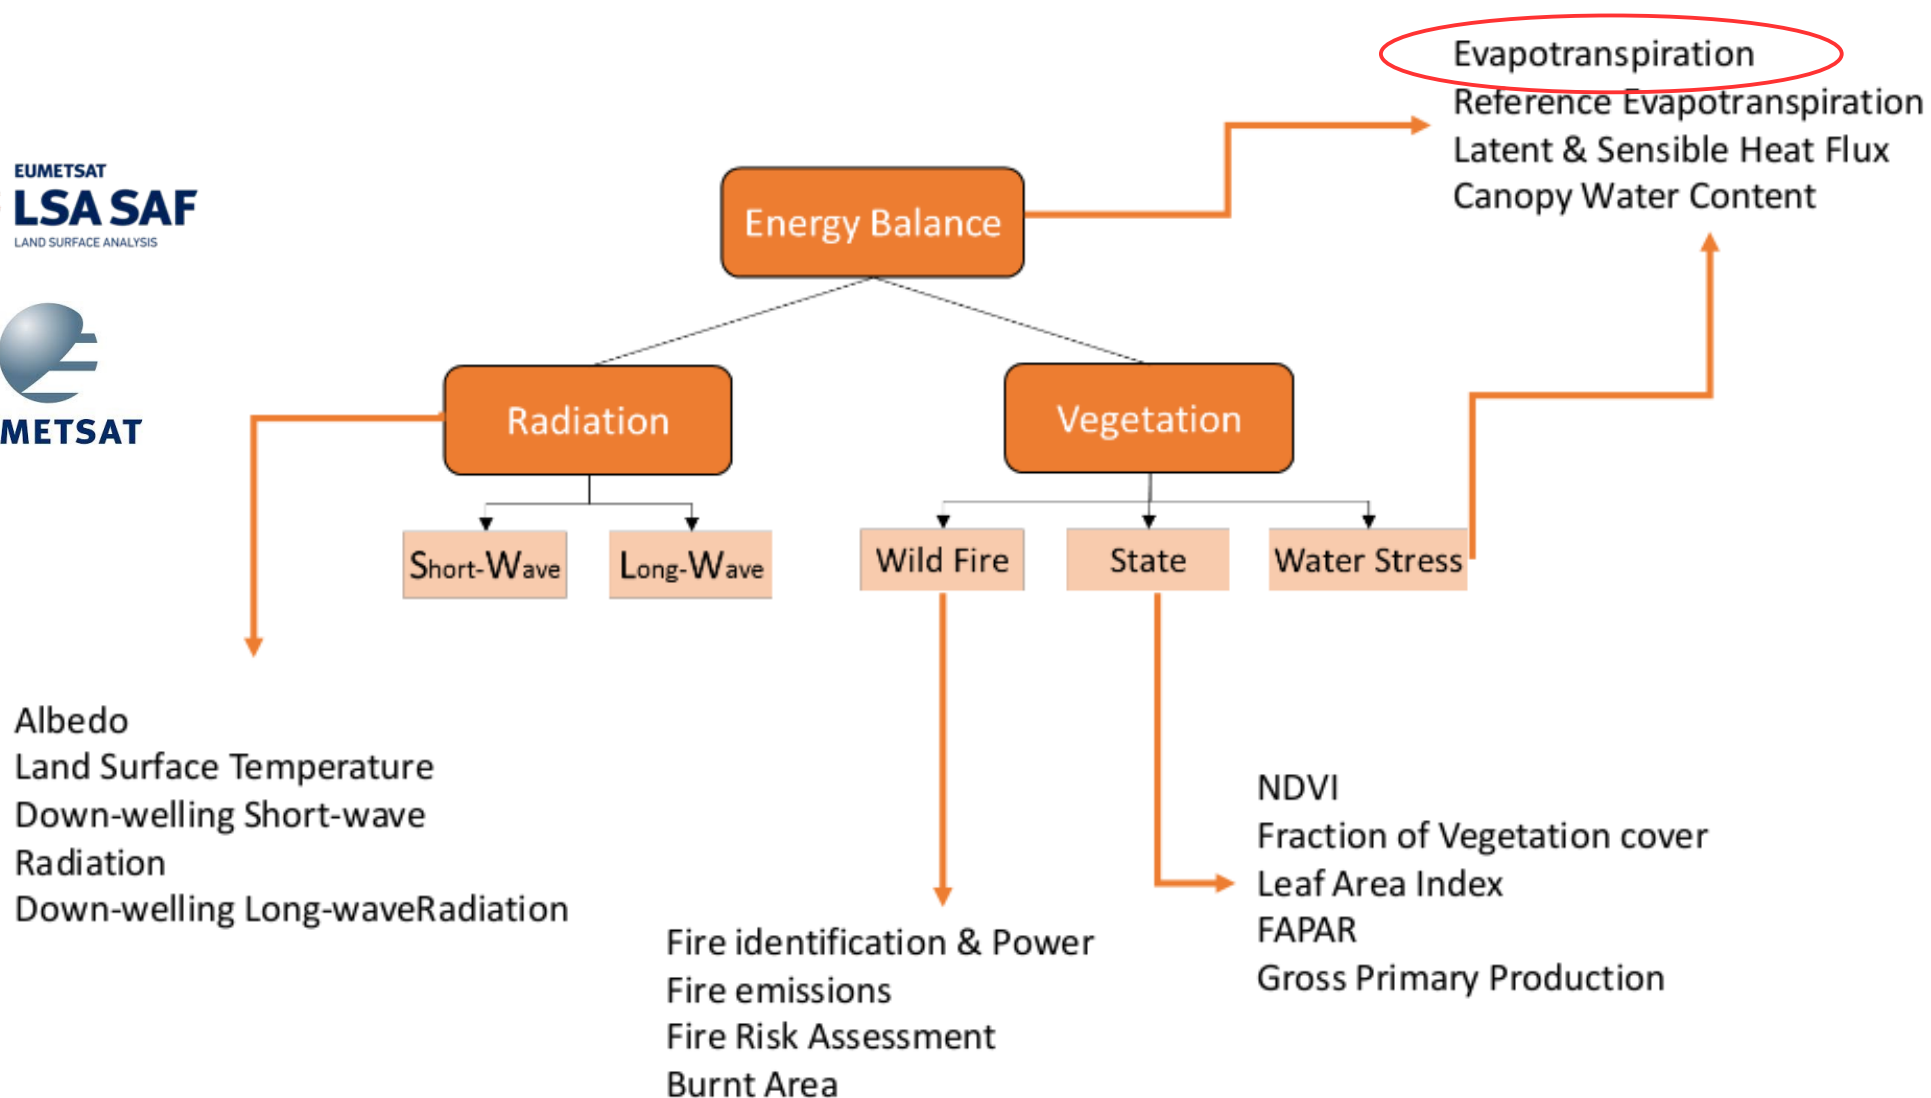 Evapotranspiration
Reference Evapotranspiration
Latent & Sensible Heat Flux
Canopy Water Content
EUMETSAT
LSA SAF
LAND SURFACE ANALYSIS
METSAT
Energy Balance
Radiation
Vegetation
Short-Wave
Long-Wave
Wild Fire
State
Water Stress
Albedo
Land Surface Temperature
Down-welling Short-wave
Radiation
Down-welling Long-waveRadiation
Fire identification & Power
Fire emissions
Fire Risk Assessment
Burnt Area
NDVI
Fraction of Vegetation cover
Leaf Area Index
FAPAR
Gross Primary Production